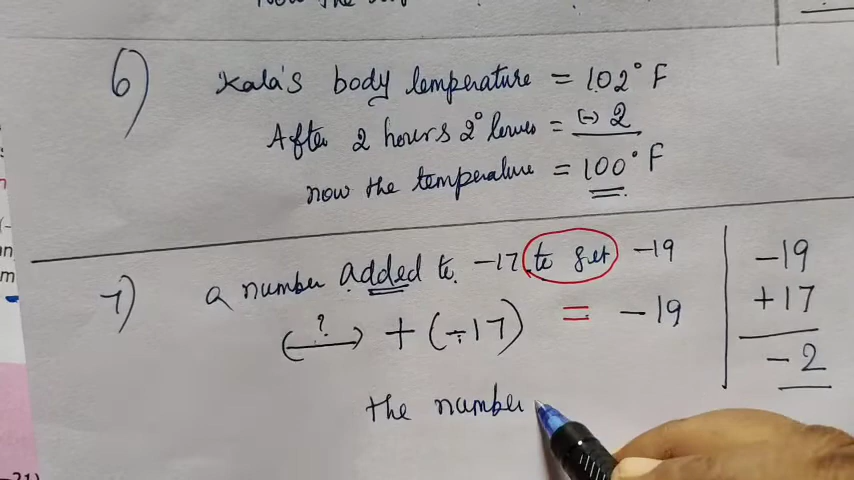 6) Kala's body temperature = 102° F
After 2 hours 2° lowers = (-) 2
now the temperature = 100° F
7) a number added to -17 to get -19
( ? ) + (-17) = -19
-19
+17
-2
the number
-21)